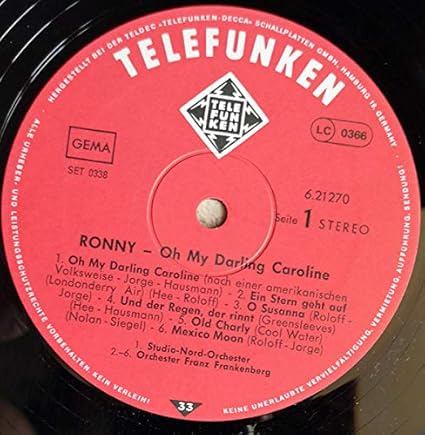 HERGESTELLT BEI DER TELDEC »TELEFUNKEN-DECCA« SCHALLPLATTEN GMBH, HAMBURG 19, GERMANY
TELEFUNKEN
TELE
FUN
KEN
GEMA
LC 0366
SET 0338
6.21270
Seite 1 STEREO
RONNY – Oh My Darling Caroline
1. Oh My Darling Caroline (nach einer amerikanischen
Volksweise - Jorge - Hausmann) - 2. Ein Stern geht auf
(Londonderry Air) (Hee - Roloff) - 3. O Susanna (Roloff-
Jorge) - 4. Und der Regen, der rinnt (Greensleeves)
(Hee - Hausmann) - 5. Old Charly (Cool Water)
(Nolan - Siegel) - 6. Mexico Moon (Roloff-Jorge)
1. Studio-Nord-Orchester
2.-6. Orchester Franz Frankenberg
33
ALLE URHEBER- UND LEISTUNGSSCHUTZRECHTE VORBEHALTEN. KEIN VERLEIH!
KEINE UNERLAUBTE VERVIELFÄLTIGUNG, VERMIETUNG, AUFFÜHRUNG, SENDUNG!